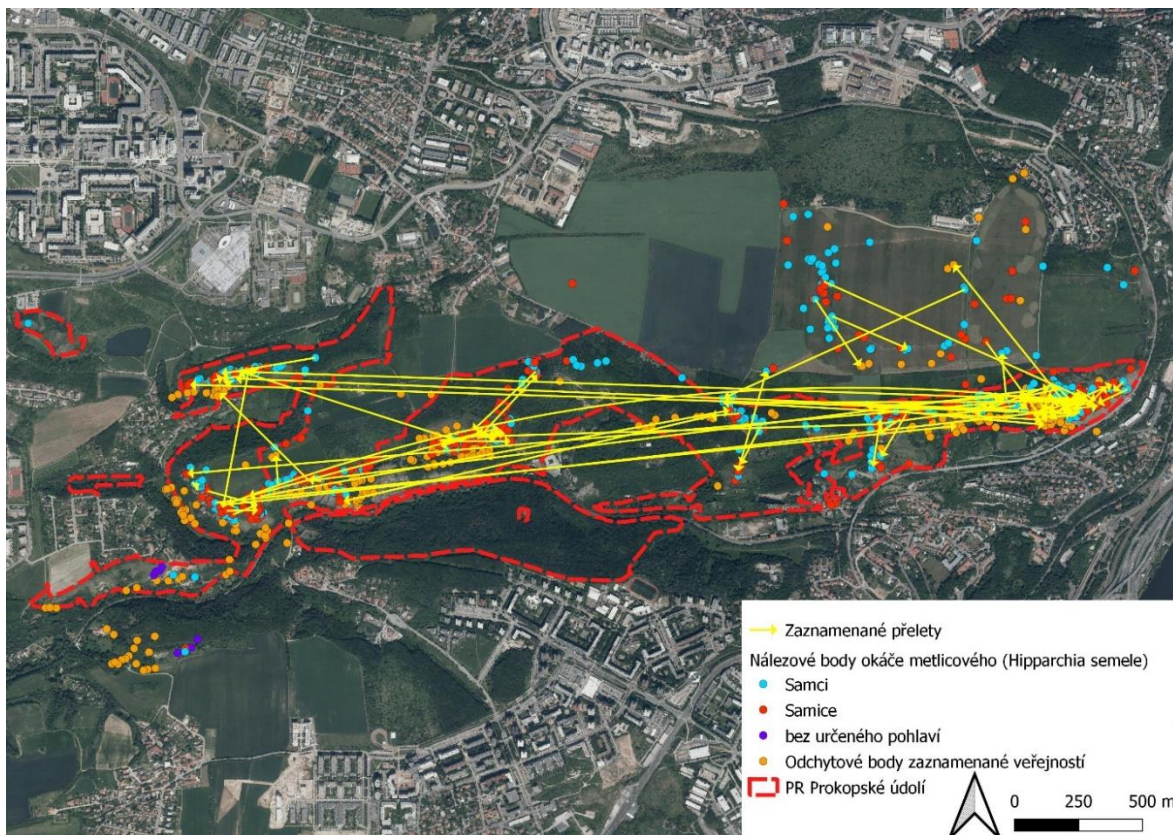 Zaznamenané přelety
Nálezové body okáče metlicového (Hipparchia semele)
Samci
Samice
bez určeného pohlaví
Odchytové body zaznamenané veřejností
PR Prokopské údolí
0 250 500 m